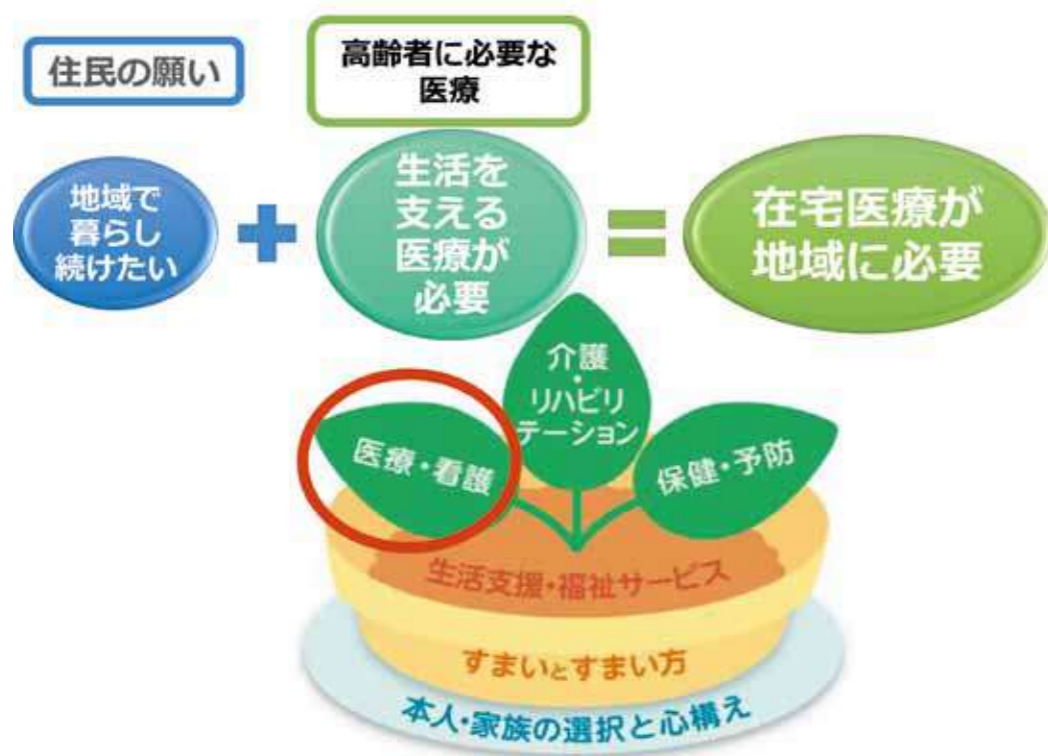 住民の願い
高齢者に必要な
医療
地域で
暮らし
続けたい
+
生活を
支える
医療が
必要
=
在宅医療が
地域に必要
介護
・
リハビリ
テーション
医療・看護
保健・予防
生活支援・福祉サービス
すまいとすまい方
本人・家族の選択と心構え